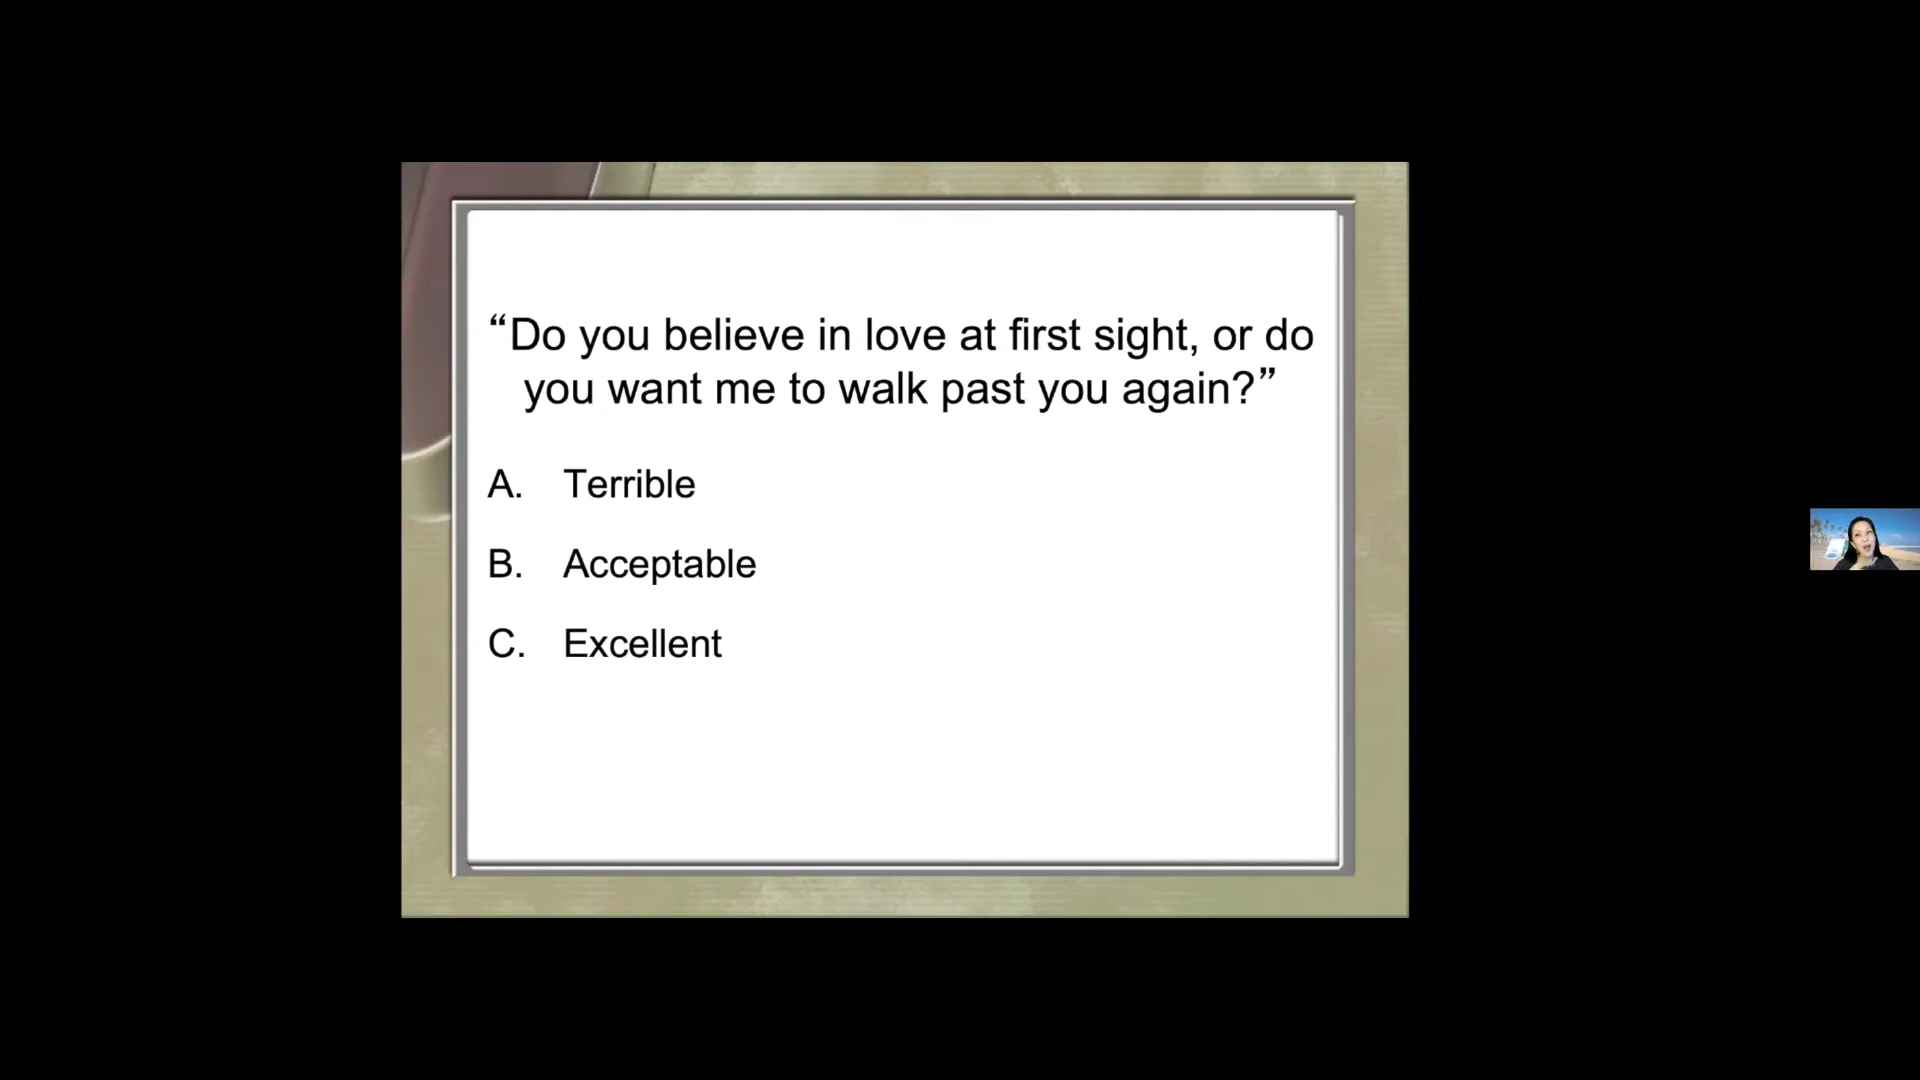 “Do you believe in love at first sight, or do
you want me to walk past you again?”
A. Terrible
B. Acceptable
C. Excellent